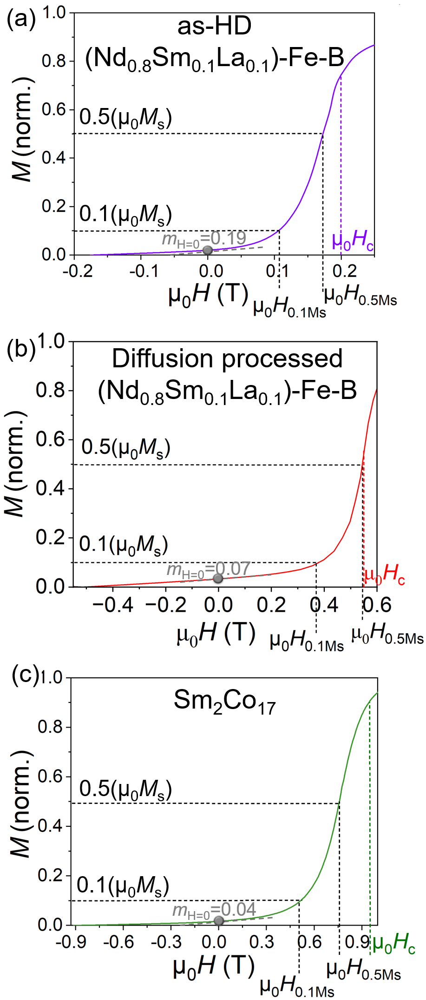 (a)
as-HD
(Nd0.8Sm0.1La0.1)-Fe-B
1.0
0.8
0.6
0.4
0.2
0.0
M (norm.)
0.5(μ0Ms)
0.1(μ0Ms)
mH=0=0.19
μ0Hc
-0.2 -0.1 0.0 0.1 0.2
μ0H (T)
μ0H0.1Ms
μ0H0.5Ms
(b)
Diffusion processed
(Nd0.8Sm0.1La0.1)-Fe-B
1.0
0.8
0.6
0.4
0.2
0.0
M (norm.)
0.5(μ0Ms)
0.1(μ0Ms)
mH=0=0.07
μ0Hc
−0.4 −0.2 0.0 0.2 0.4 0.6
μ0H (T)
μ0H0.1Ms
μ0H0.5Ms
(c)
Sm2Co17
1.0
0.8
0.6
0.4
0.2
0.0
M (norm.)
0.5(μ0Ms)
0.1(μ0Ms)
mH=0=0.04
-0.9 -0.6 -0.3 0.0 0.3 0.6 0.9
μ0Hc
μ0H (T)
μ0H0.1Ms
μ0H0.5Ms